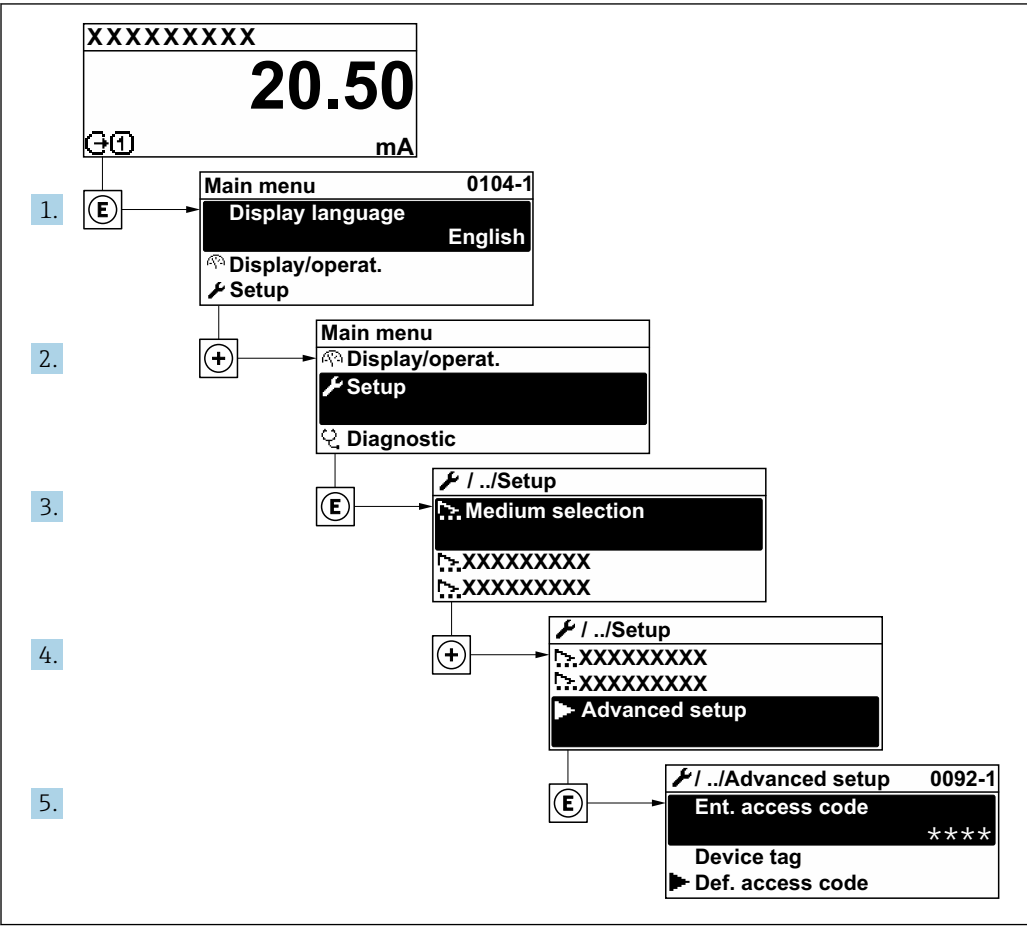 XXXXXXXXX
20.50
1 mA
1. E
Main menu 0104-1
Display language
English
Display/operat.
Setup
2. +
Main menu
Display/operat.
Setup
Diagnostic
3. E
/ ../Setup
Medium selection
XXXXXXXXX
XXXXXXXXX
4. +
/ ../Setup
XXXXXXXXX
XXXXXXXXX
Advanced setup
5. E
/ ../Advanced setup 0092-1
Ent. access code
****
Device tag
Def. access code